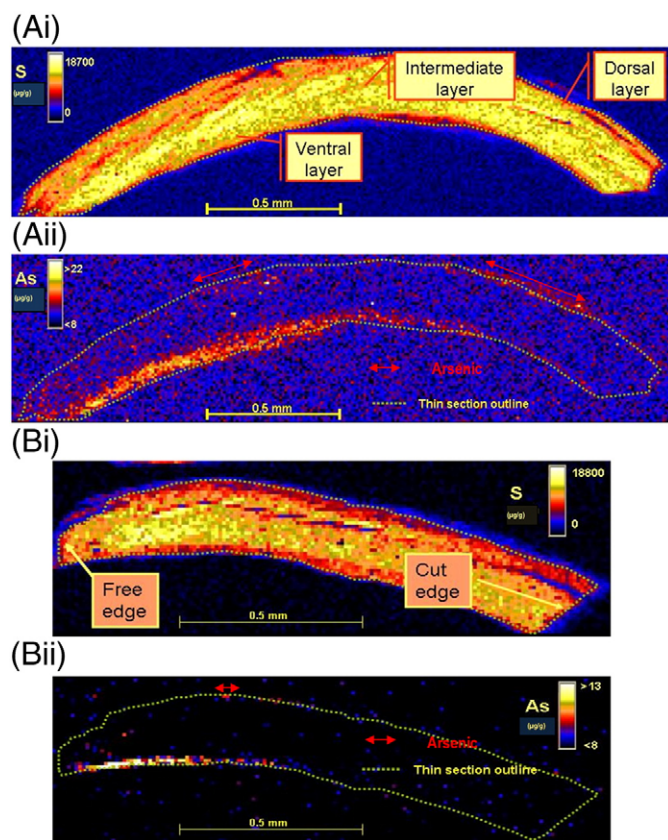 (Ai)
S
(µg/g)
18700
0
Intermediate
layer
Dorsal
layer
Ventral
layer
0.5 mm
(Aii)
As
(µg/g)
>22
<8
Arsenic
Thin section outline
0.5 mm
(Bi)
S
(µg/g)
18800
0
Free
edge
Cut
edge
0.5 mm
(Bii)
As
(µg/g)
>13
<8
Arsenic
Thin section outline
0.5 mm